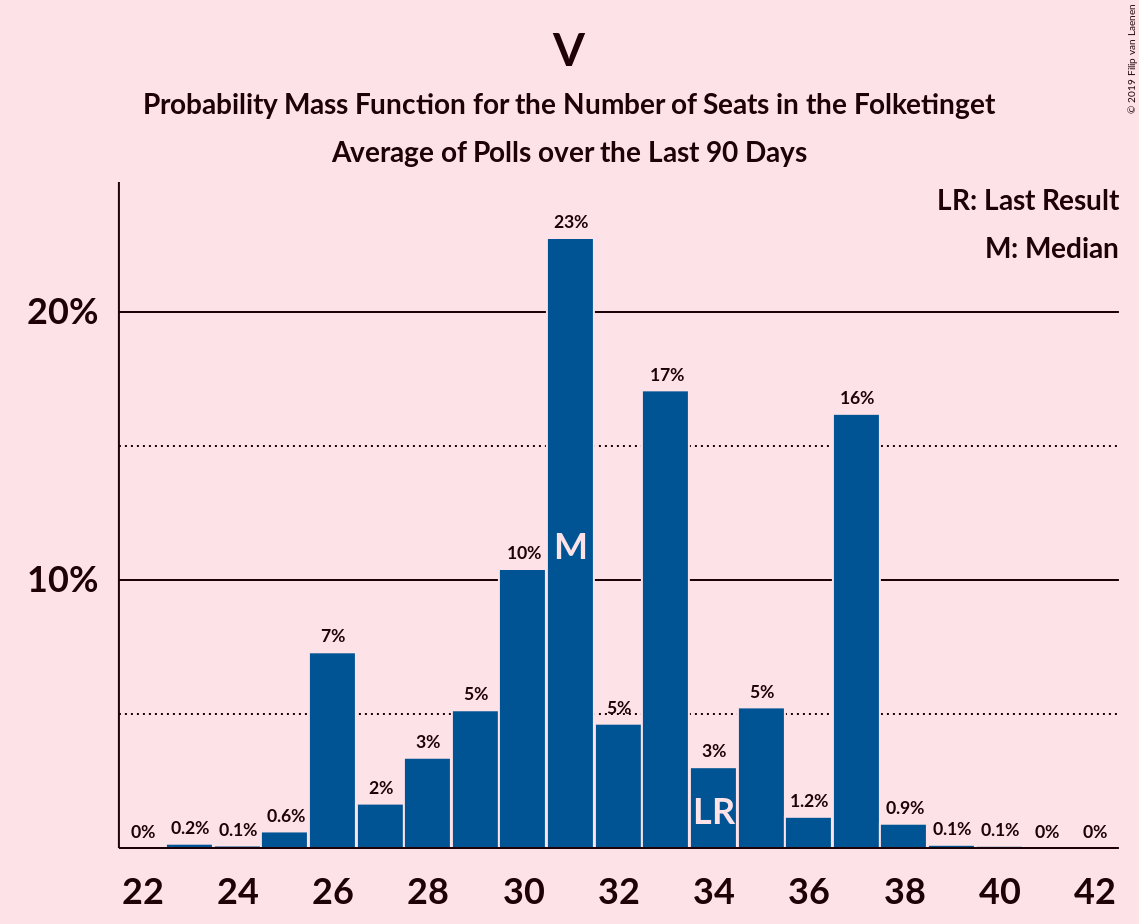 V
Probability Mass Function for the Number of Seats in the Folketinget
Average of Polls over the Last 90 Days
© 2019 Filip van Laenen
LR: Last Result
M: Median
20%
10%
0%
0.2%
0.1%
0.6%
7%
2%
3%
5%
10%
23%
5%
17%
3%
5%
1.2%
16%
0.9%
0.1%
0.1%
0%
0%
M
LR
22 24 26 28 30 32 34 36 38 40 42